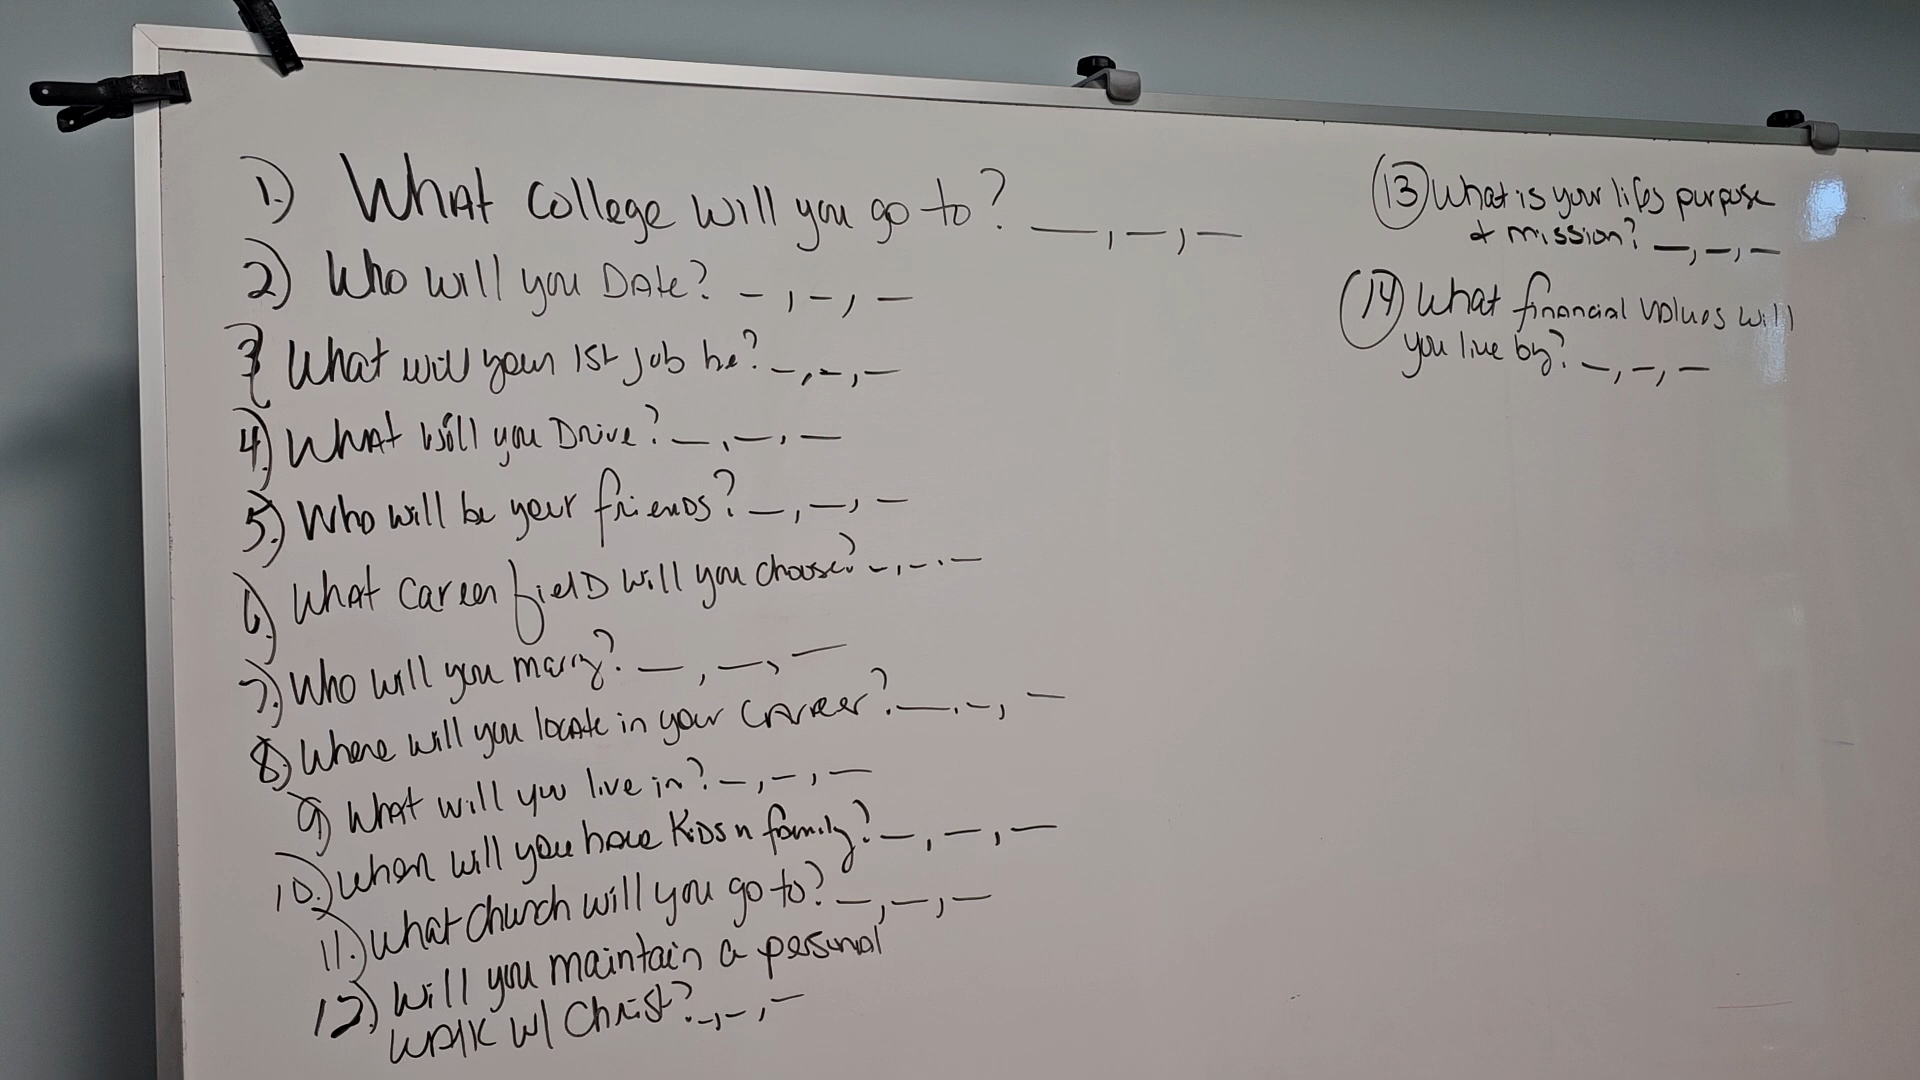 1.) What College will you go to? __, __, __
2.) Who will you Date? _, _, _
3 What will your 1st Job be? _, _, _
4.) What will you Drive? _, _, _
5.) Who will be your friends? _, _, _
6.) What Career field will you choose? _, _, _
7.) Who will you marry? _, _, _
8.) Where will you locate in your Career? _, _, _
9.) What will you live in? _, _, _
10.) When will you have Kids n family? _, _, _
11.) What Church will you go to? _, _, _
12.) Will you maintain a personal
WALK W/ Christ? _, _, _
13) What is your lifes purpose
& mission? _, _, _
14) What financial values will
you live by? _, _, _